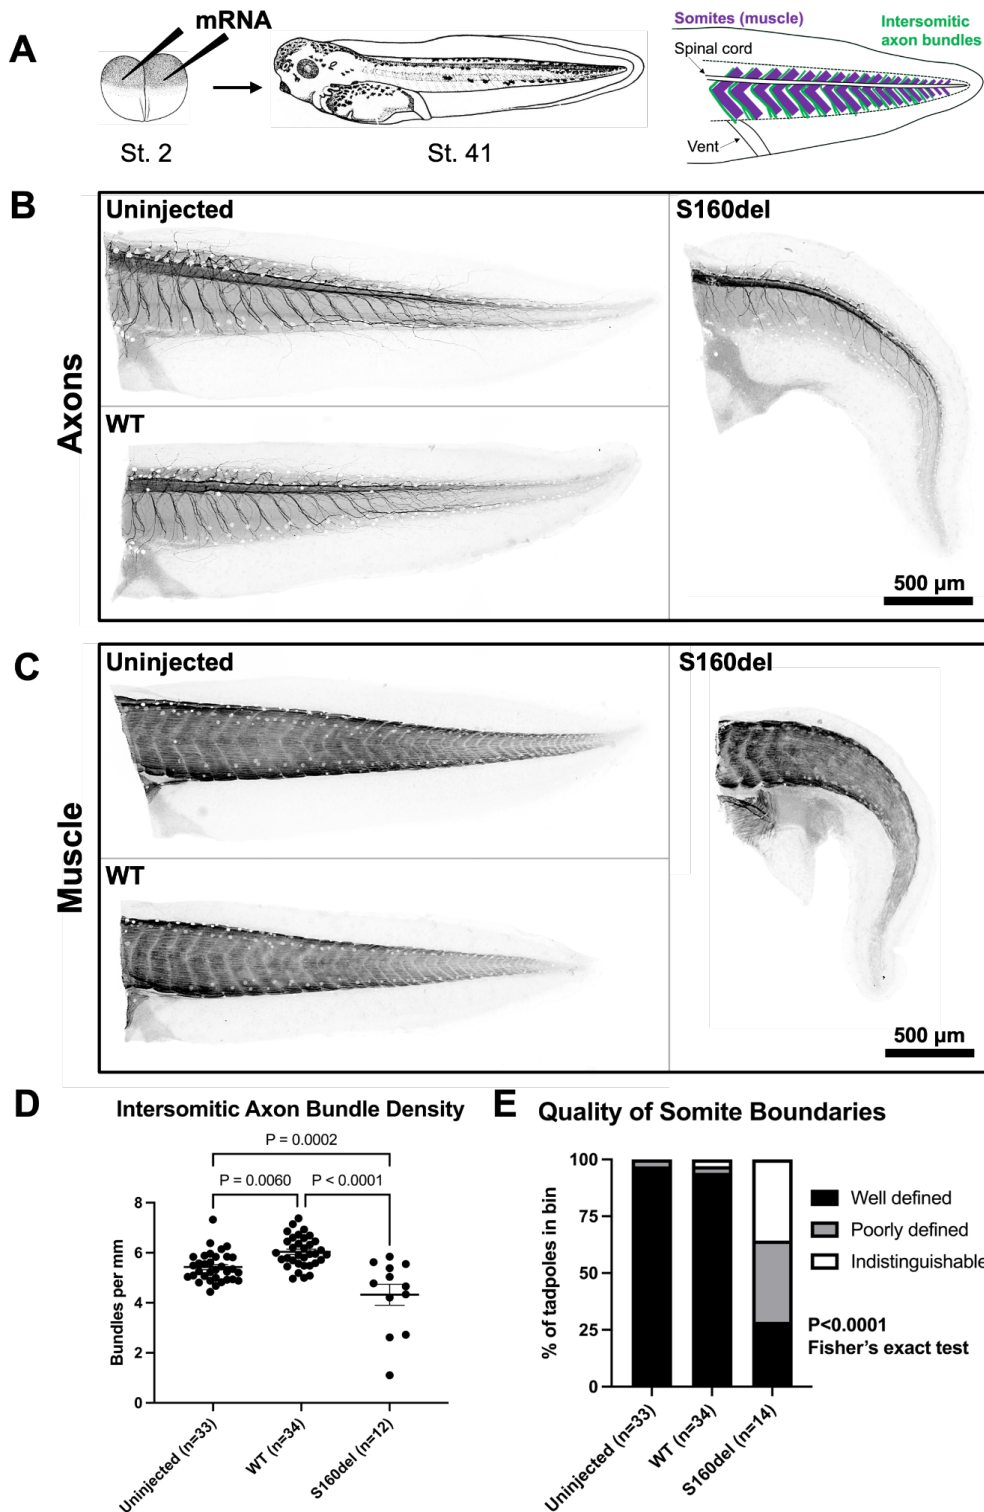 A
mRNA
St. 2
St. 41
Somites (muscle)
Intersomitic
axon bundles
Spinal cord
Vent
B
Axons
Uninjected
S160del
WT
500 µm
C
Muscle
Uninjected
S160del
WT
500 µm
D
Intersomitic Axon Bundle Density
P = 0.0002
P = 0.0060
P < 0.0001
Bundles per mm
8
6
4
2
0
Uninjected (n=33)
WT (n=34)
S160del (n=12)
E
Quality of Somite Boundaries
% of tadpoles in bin
100
75
50
25
0
Well defined
Poorly defined
Indistinguishable
P<0.0001
Fisher's exact test
Uninjected (n=33)
WT (n=34)
S160del (n=14)